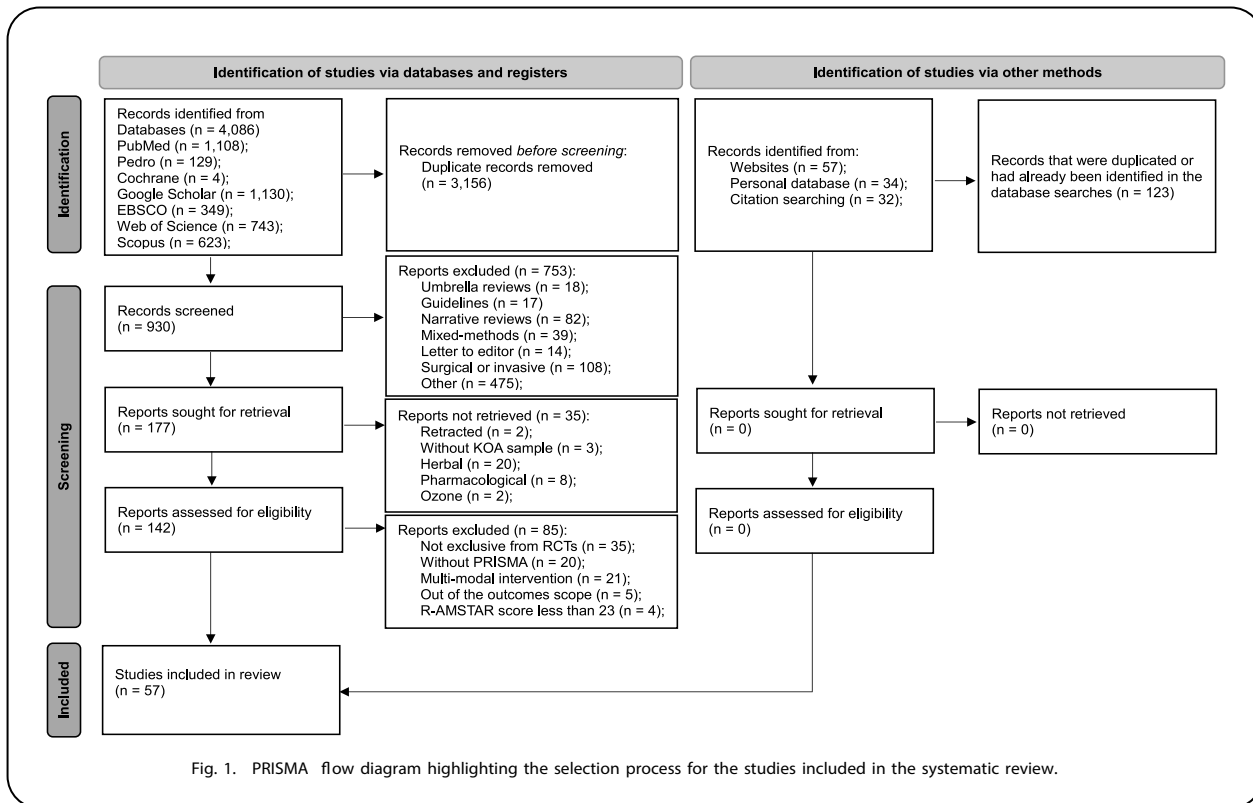 Identification of studies via databases and registers
Identification of studies via other methods
Identification
Records identified from
Databases (n = 4,086)
PubMed (n = 1,108);
Pedro (n = 129);
Cochrane (n = 4);
Google Scholar (n = 1,130);
EBSCO (n = 349);
Web of Science (n = 743);
Scopus (n = 623);
Records removed before screening:
Duplicate records removed
(n = 3,156)
Records identified from:
Websites (n = 57);
Personal database (n = 34);
Citation searching (n = 32);
Records that were duplicated or
had already been identified in the
database searches (n = 123)
Screening
Records screened
(n = 930)
Reports excluded (n = 753):
Umbrella reviews (n = 18);
Guidelines (n = 17)
Narrative reviews (n = 82);
Mixed-methods (n = 39);
Letter to editor (n = 14);
Surgical or invasive (n = 108);
Other (n = 475);
Reports sought for retrieval
(n = 177)
Reports not retrieved (n = 35):
Retracted (n = 2);
Without KOA sample (n = 3);
Herbal (n = 20);
Pharmacological (n = 8);
Ozone (n = 2);
Reports sought for retrieval
(n = 0)
Reports not retrieved
(n = 0)
Reports assessed for eligibility
(n = 142)
Reports excluded (n = 85):
Not exclusive from RCTs (n = 35);
Without PRISMA (n = 20);
Multi-modal intervention (n = 21);
Out of the outcomes scope (n = 5);
R-AMSTAR score less than 23 (n = 4);
Reports assessed for eligibility
(n = 0)
Included
Studies included in review
(n = 57)
Fig. 1. PRISMA flow diagram highlighting the selection process for the studies included in the systematic review.